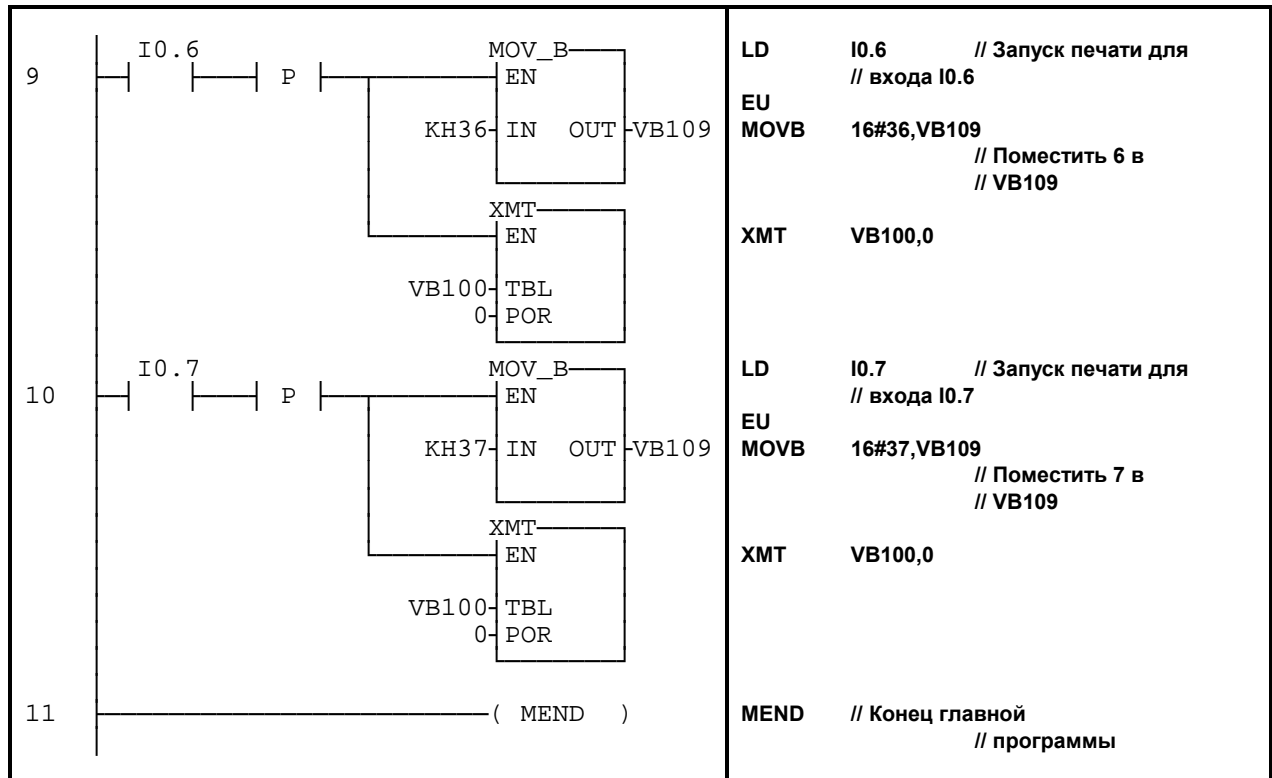 I0.6 MOV_B
9 P EN
KH36 IN OUT VB109
XMT
EN
VB100 TBL
0 POR
I0.7 MOV_B
10 P EN
KH37 IN OUT VB109
XMT
EN
VB100 TBL
0 POR
11 ( MEND )
LD I0.6 // Запуск печати для
// входа I0.6
EU
MOVB 16#36,VB109
// Поместить 6 в
// VB109
XMT VB100,0
LD I0.7 // Запуск печати для
// входа I0.7
EU
MOVB 16#37,VB109
// Поместить 7 в
// VB109
XMT VB100,0
MEND // Конец главной
// программы